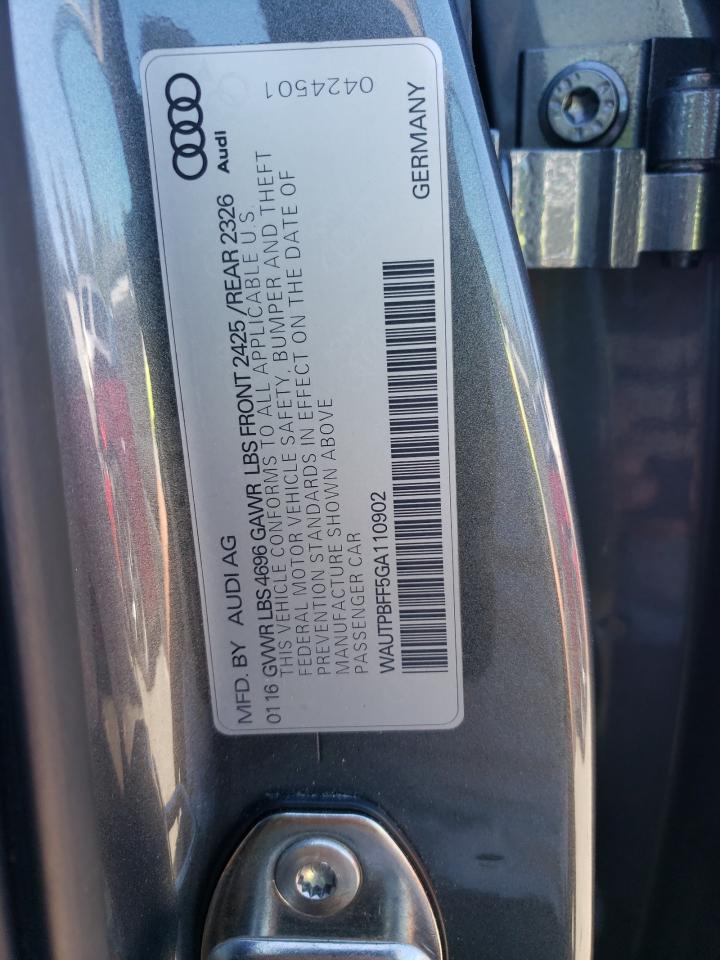 Audi
MFD. BY AUDI AG
0116 GVWR LBS 4696 GAWR LBS FRONT 2425 /REAR 2326
THIS VEHICLE CONFORMS TO ALL APPLICABLE U.S.
FEDERAL MOTOR VEHICLE SAFETY, BUMPER AND THEFT
PREVENTION STANDARDS IN EFFECT ON THE DATE OF
MANUFACTURE SHOWN ABOVE
PASSENGER CAR
WAUTPBFF5GA110902
GERMANY
0424501